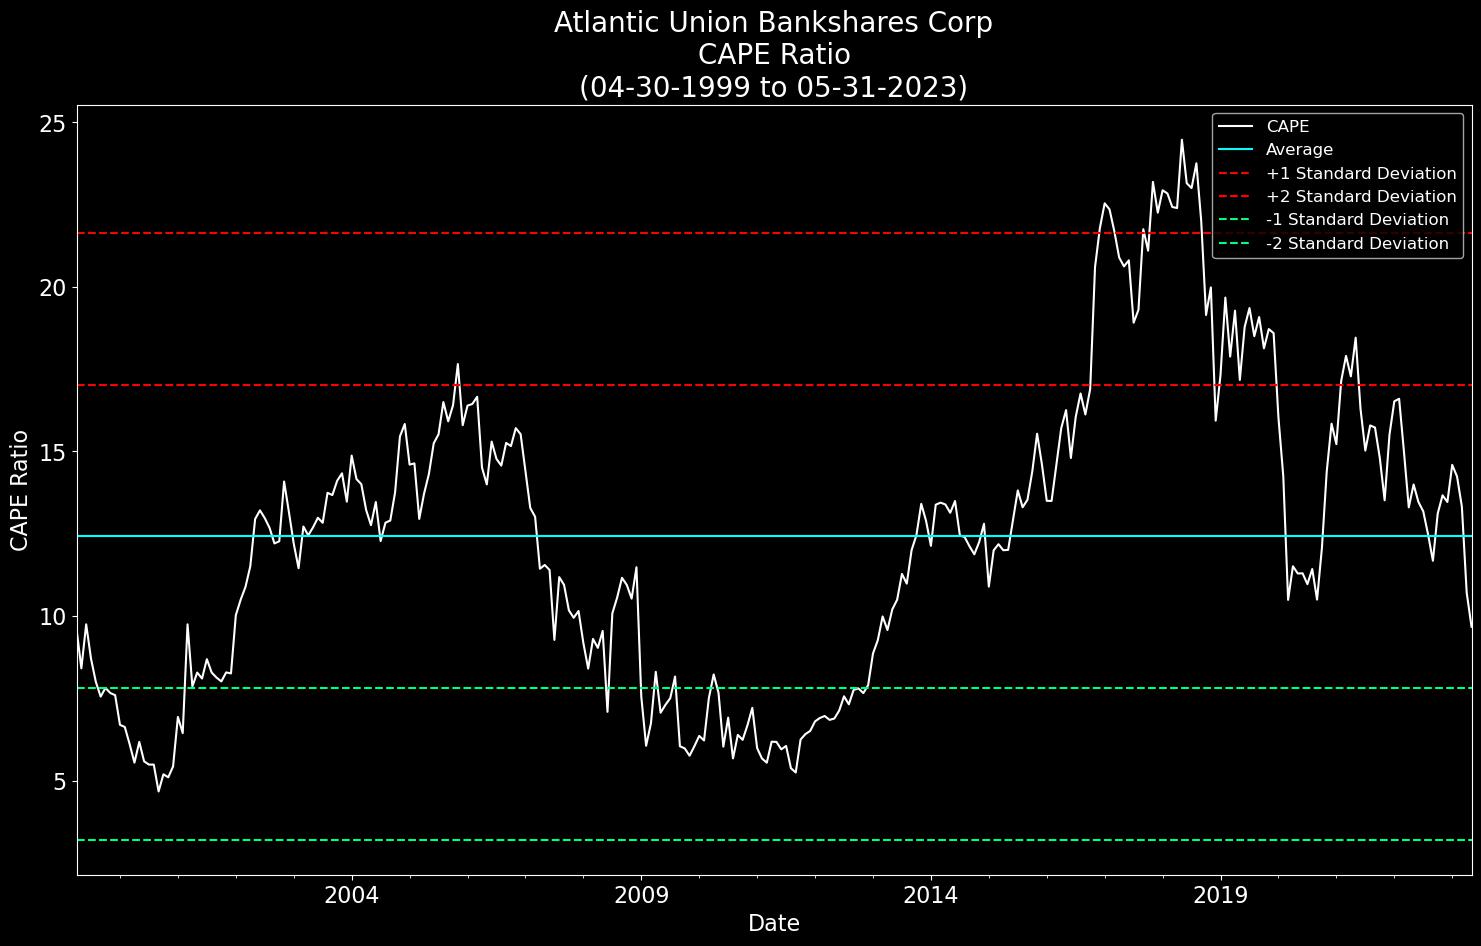 Atlantic Union Bankshares Corp
CAPE Ratio
(04-30-1999 to 05-31-2023)
CAPE
Average
+1 Standard Deviation
+2 Standard Deviation
-1 Standard Deviation
-2 Standard Deviation
CAPE Ratio
25
20
15
10
5
2004
2009
2014
2019
Date